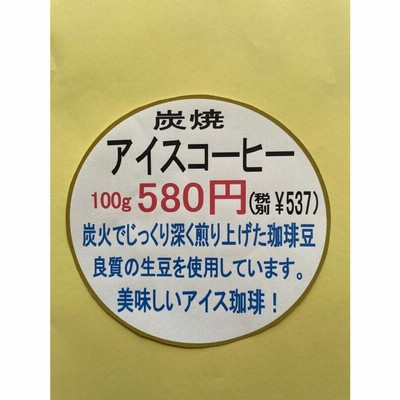 炭焼
アイスコーヒー
100g 580円(税別 ¥537)
炭火でじっくり深く煎り上げた珈琲豆
良質の生豆を使用しています。
美味しいアイス珈琲！